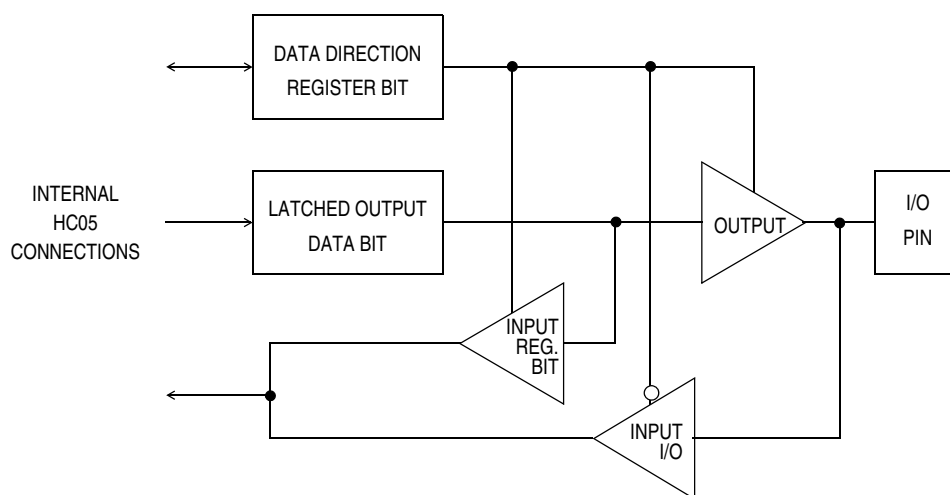 DATA DIRECTION
REGISTER BIT
INTERNAL
HC05
CONNECTIONS
LATCHED OUTPUT
DATA BIT
OUTPUT
I/O
PIN
INPUT
REG.
BIT
INPUT
I/O